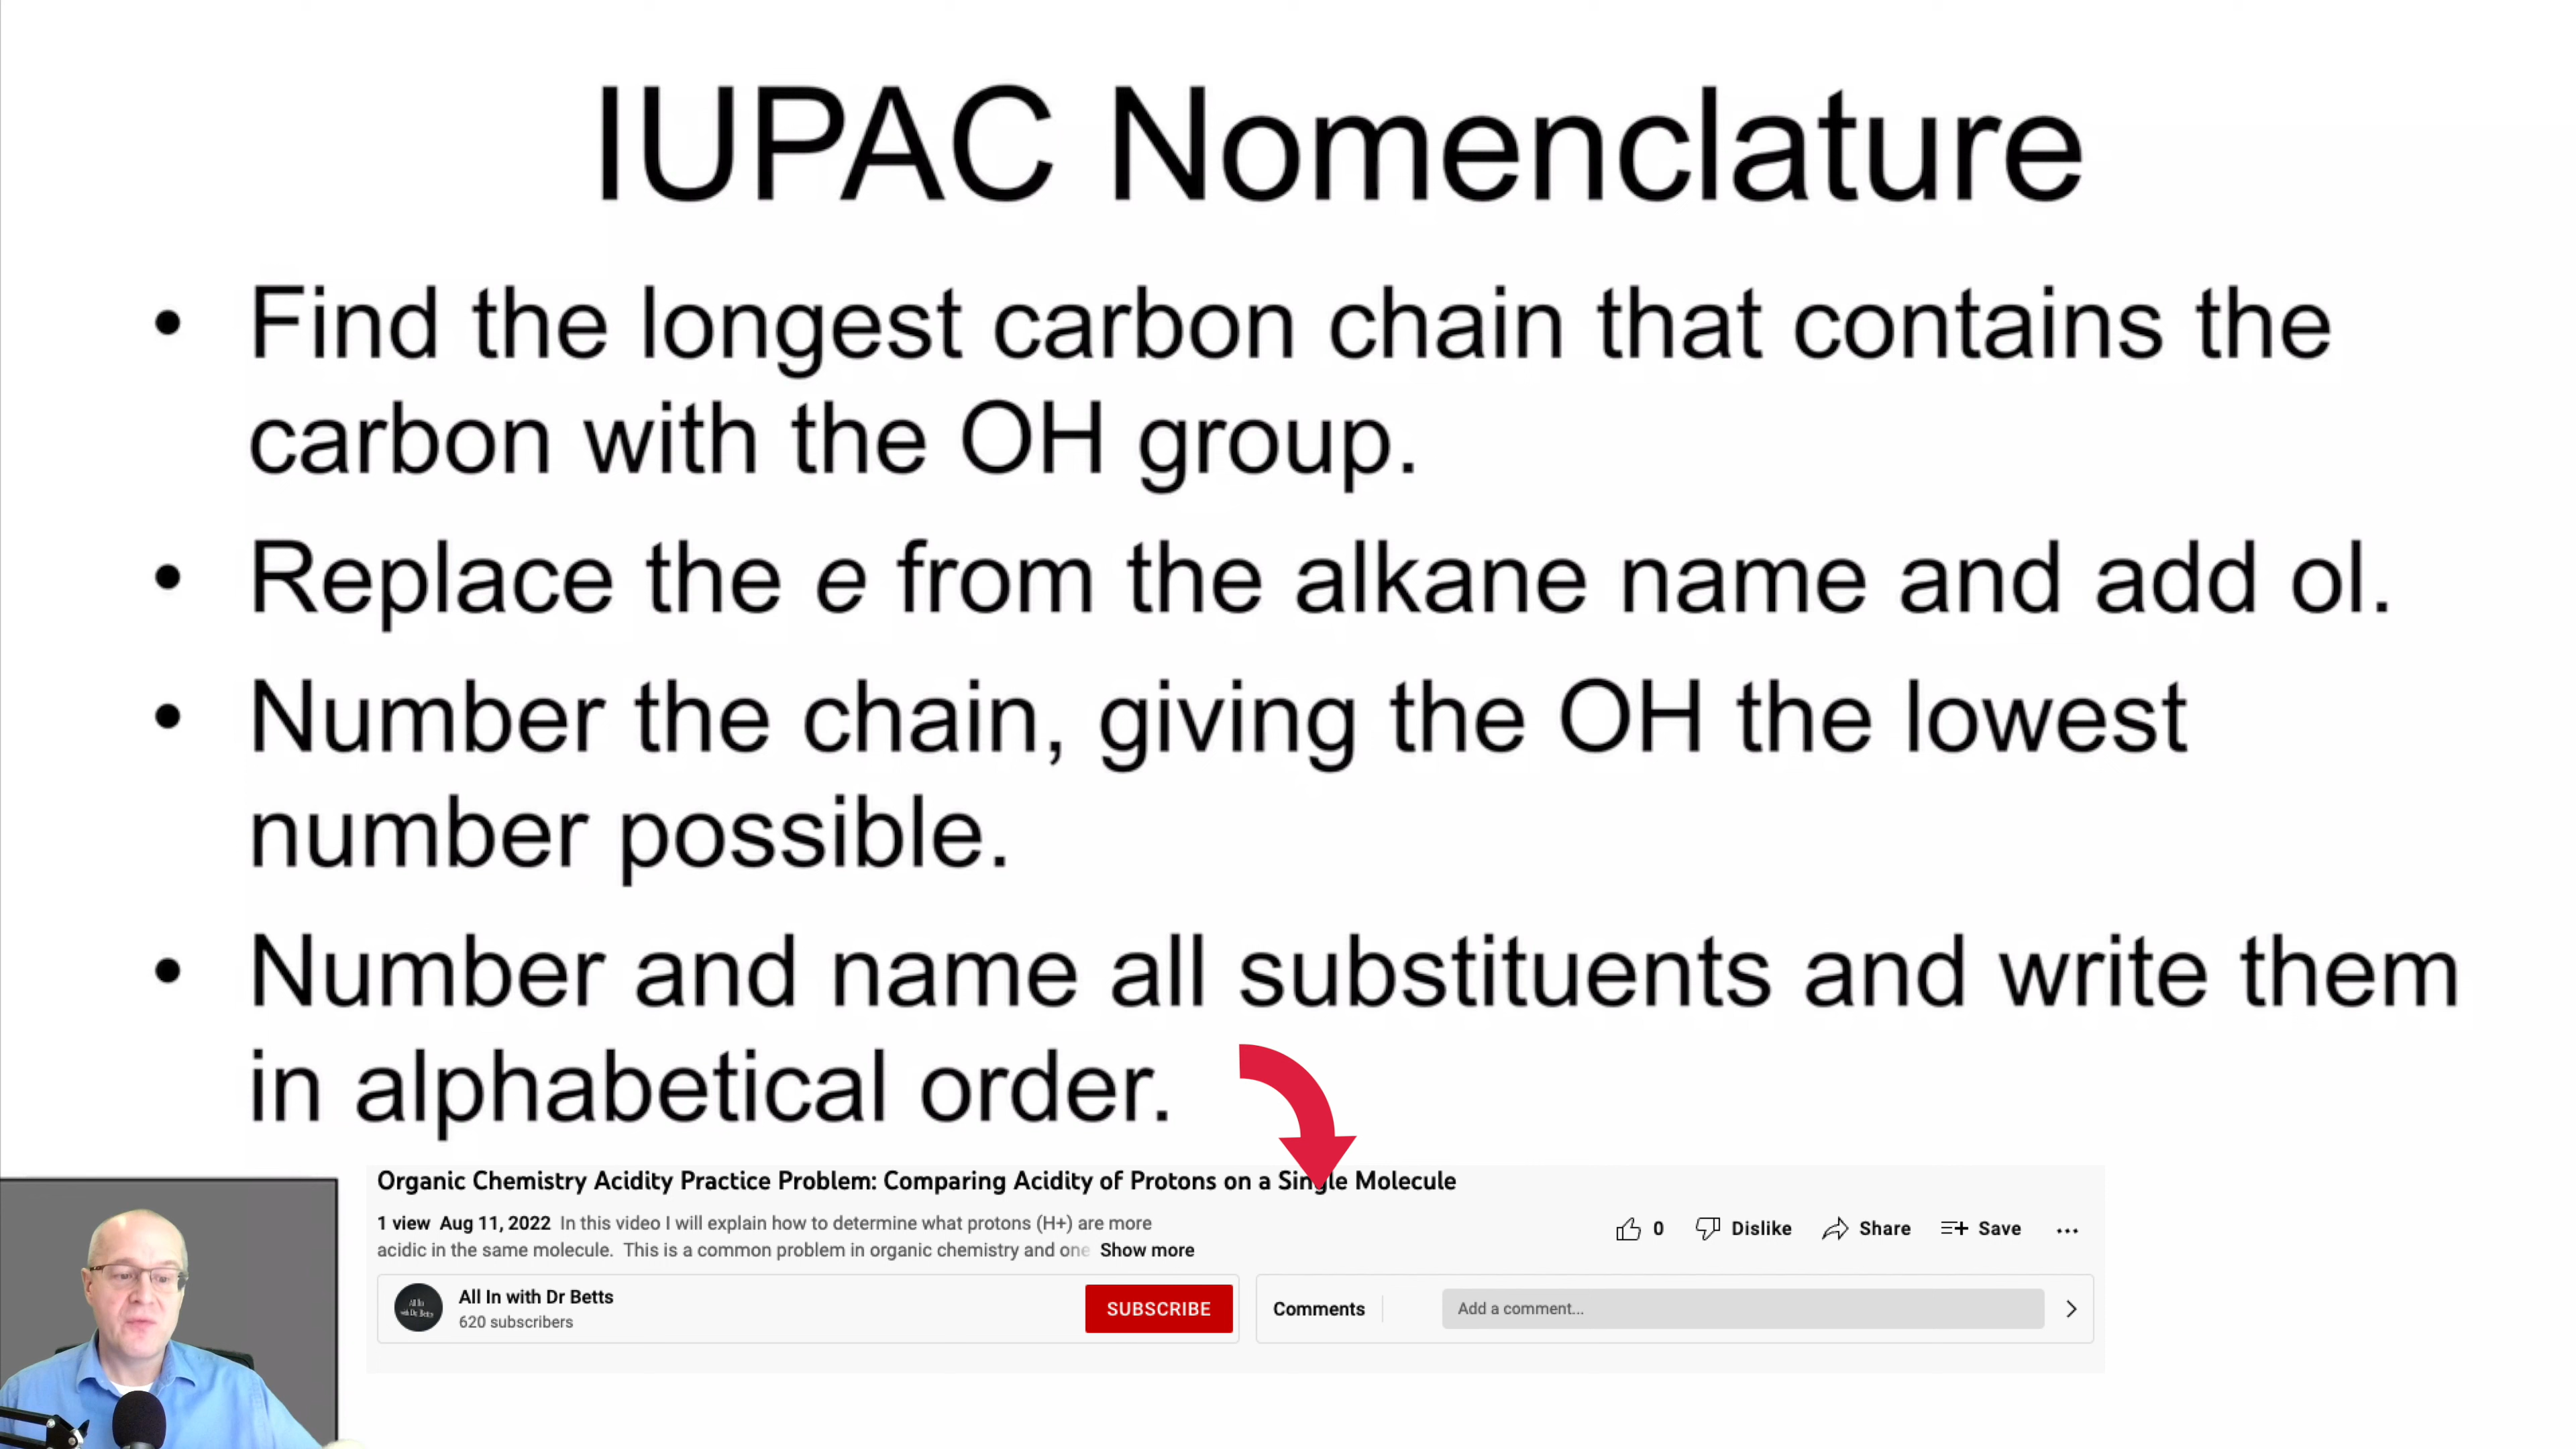 IUPAC Nomenclature
• Find the longest carbon chain that contains the
carbon with the OH group.
• Replace the e from the alkane name and add ol.
• Number the chain, giving the OH the lowest
number possible.
• Number and name all substituents and write them
in alphabetical order.
Organic Chemistry Acidity Practice Problem: Comparing Acidity of Protons on a Single Molecule
1 view Aug 11, 2022 In this video I will explain how to determine what protons (H+) are more
acidic in the same molecule. This is a common problem in organic chemistry and one Show more
0 Dislike Share Save ...
All In
with Dr. Betts
All In with Dr Betts
620 subscribers
SUBSCRIBE
Comments
Add a comment...